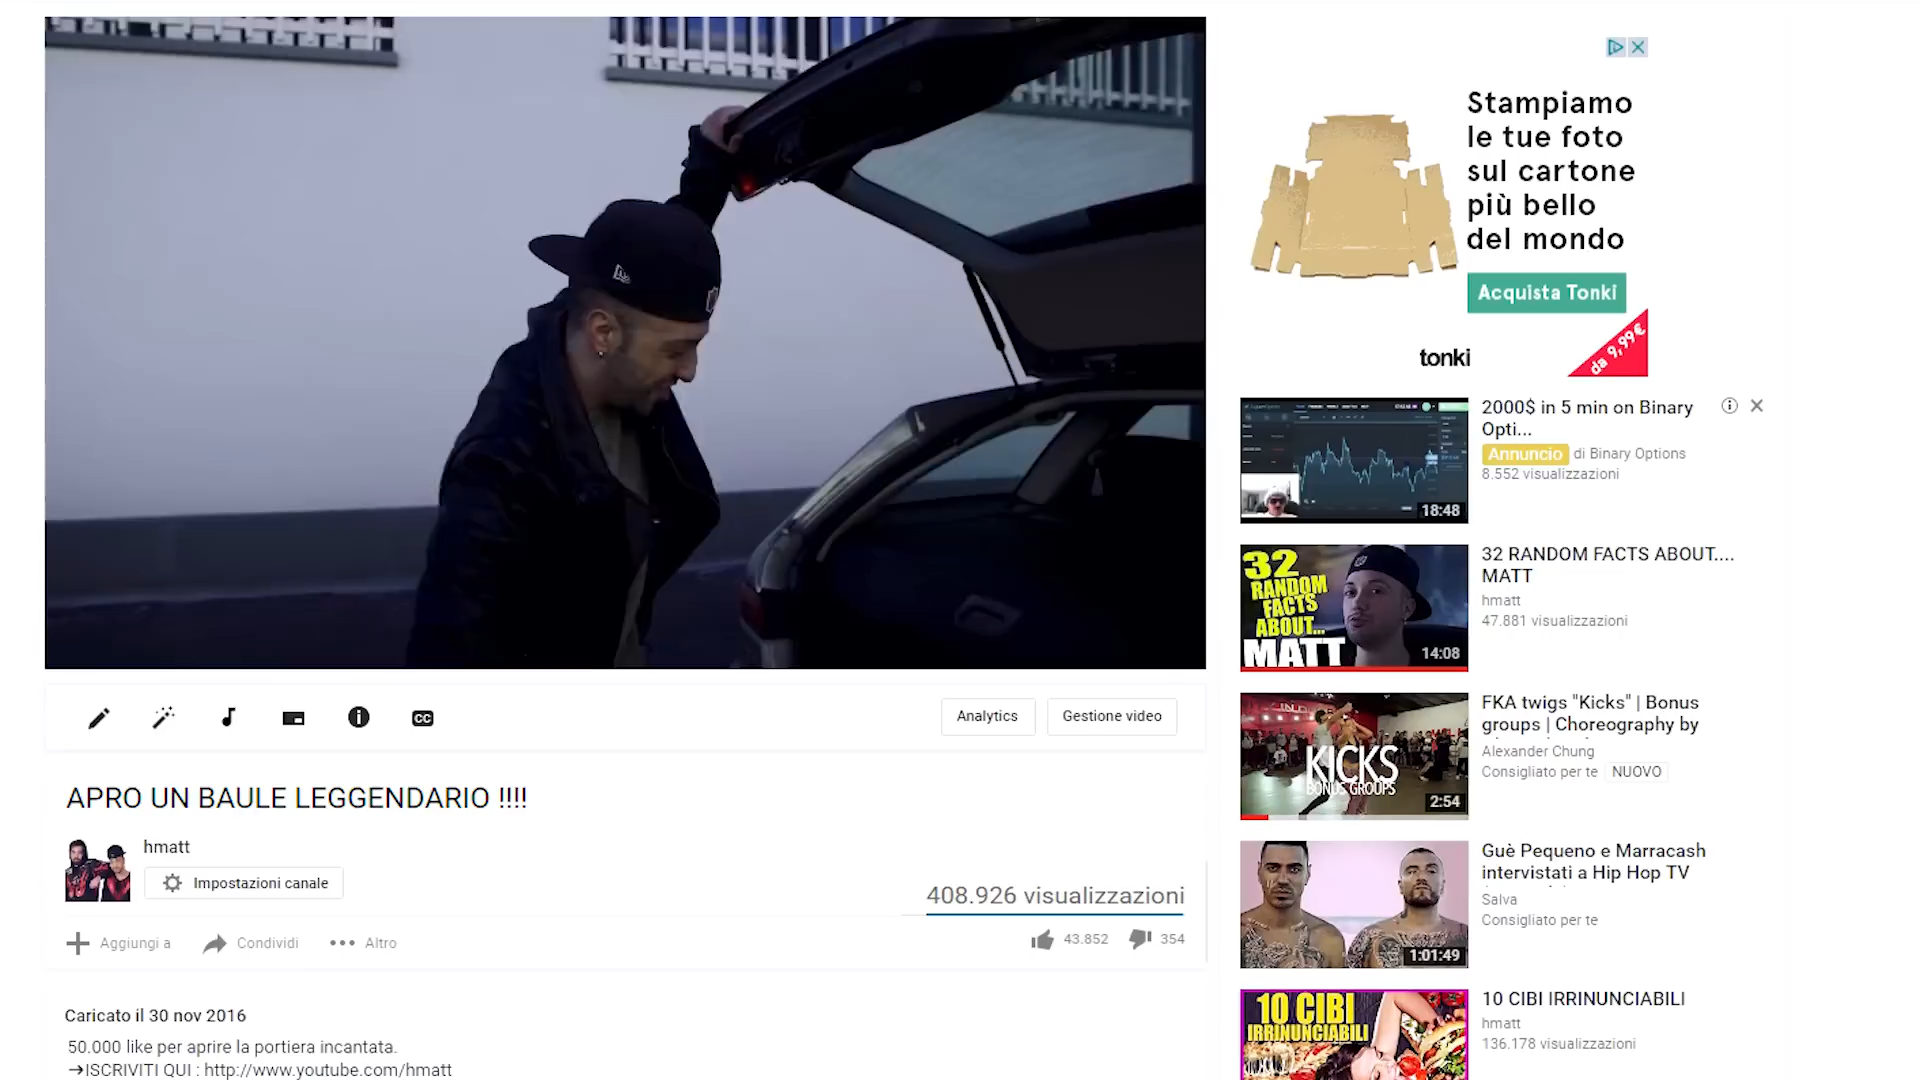 Stampiamo
le tue foto
sul cartone
più bello
del mondo
Acquista Tonki
da 9,99€
tonki
2000$ in 5 min on Binary
Opti...
Annuncio di Binary Options
8.552 visualizzazioni
18:48
32
RANDOM
FACTS
ABOUT...
MATT
14:08
32 RANDOM FACTS ABOUT....
MATT
hmatt
47.881 visualizzazioni
KICKS
BONUS GROUPS
2:54
FKA twigs "Kicks" | Bonus
groups | Choreography by
Alexander Chung
Consigliato per te NUOVO
1:01:49
Guè Pequeno e Marracash
intervistati a Hip Hop TV
Salva
Consigliato per te
10 CIBI
IRRINUNCIABILI
10 CIBI IRRINUNCIABILI
hmatt
136.178 visualizzazioni
CC
Analytics
Gestione video
APRO UN BAULE LEGGENDARIO !!!!
hmatt
Impostazioni canale
408.926 visualizzazioni
Aggiungi a
Condividi
Altro
43.852
354
Caricato il 30 nov 2016
50.000 like per aprire la portiera incantata.
→ISCRIVITI QUI : http://www.youtube.com/hmatt